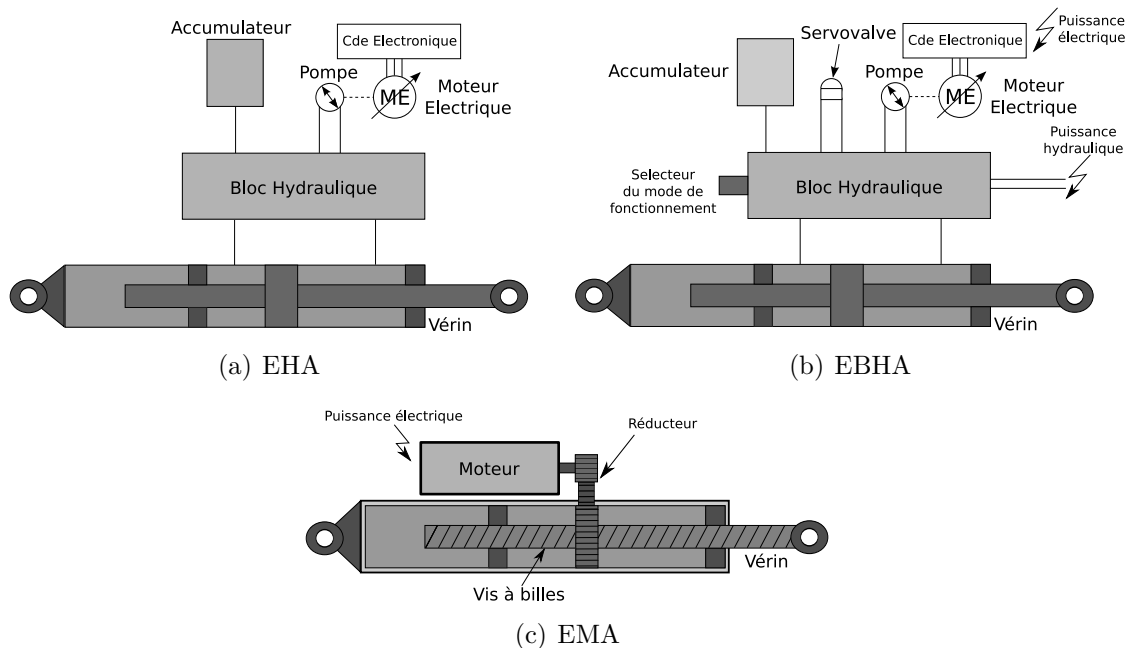 Accumulateur
Cde Electronique
Pompe
ME
Moteur
Electrique
Bloc Hydraulique
Vérin
(a) EHA
Puissance
électrique
Cde Electronique
Servovalve
Accumulateur
Pompe
ME
Moteur
Electrique
Puissance
hydraulique
Selecteur
du mode de
fonctionnement
Bloc Hydraulique
Vérin
(b) EBHA
Puissance électrique
Réducteur
Moteur
Vérin
Vis à billes
(c) EMA